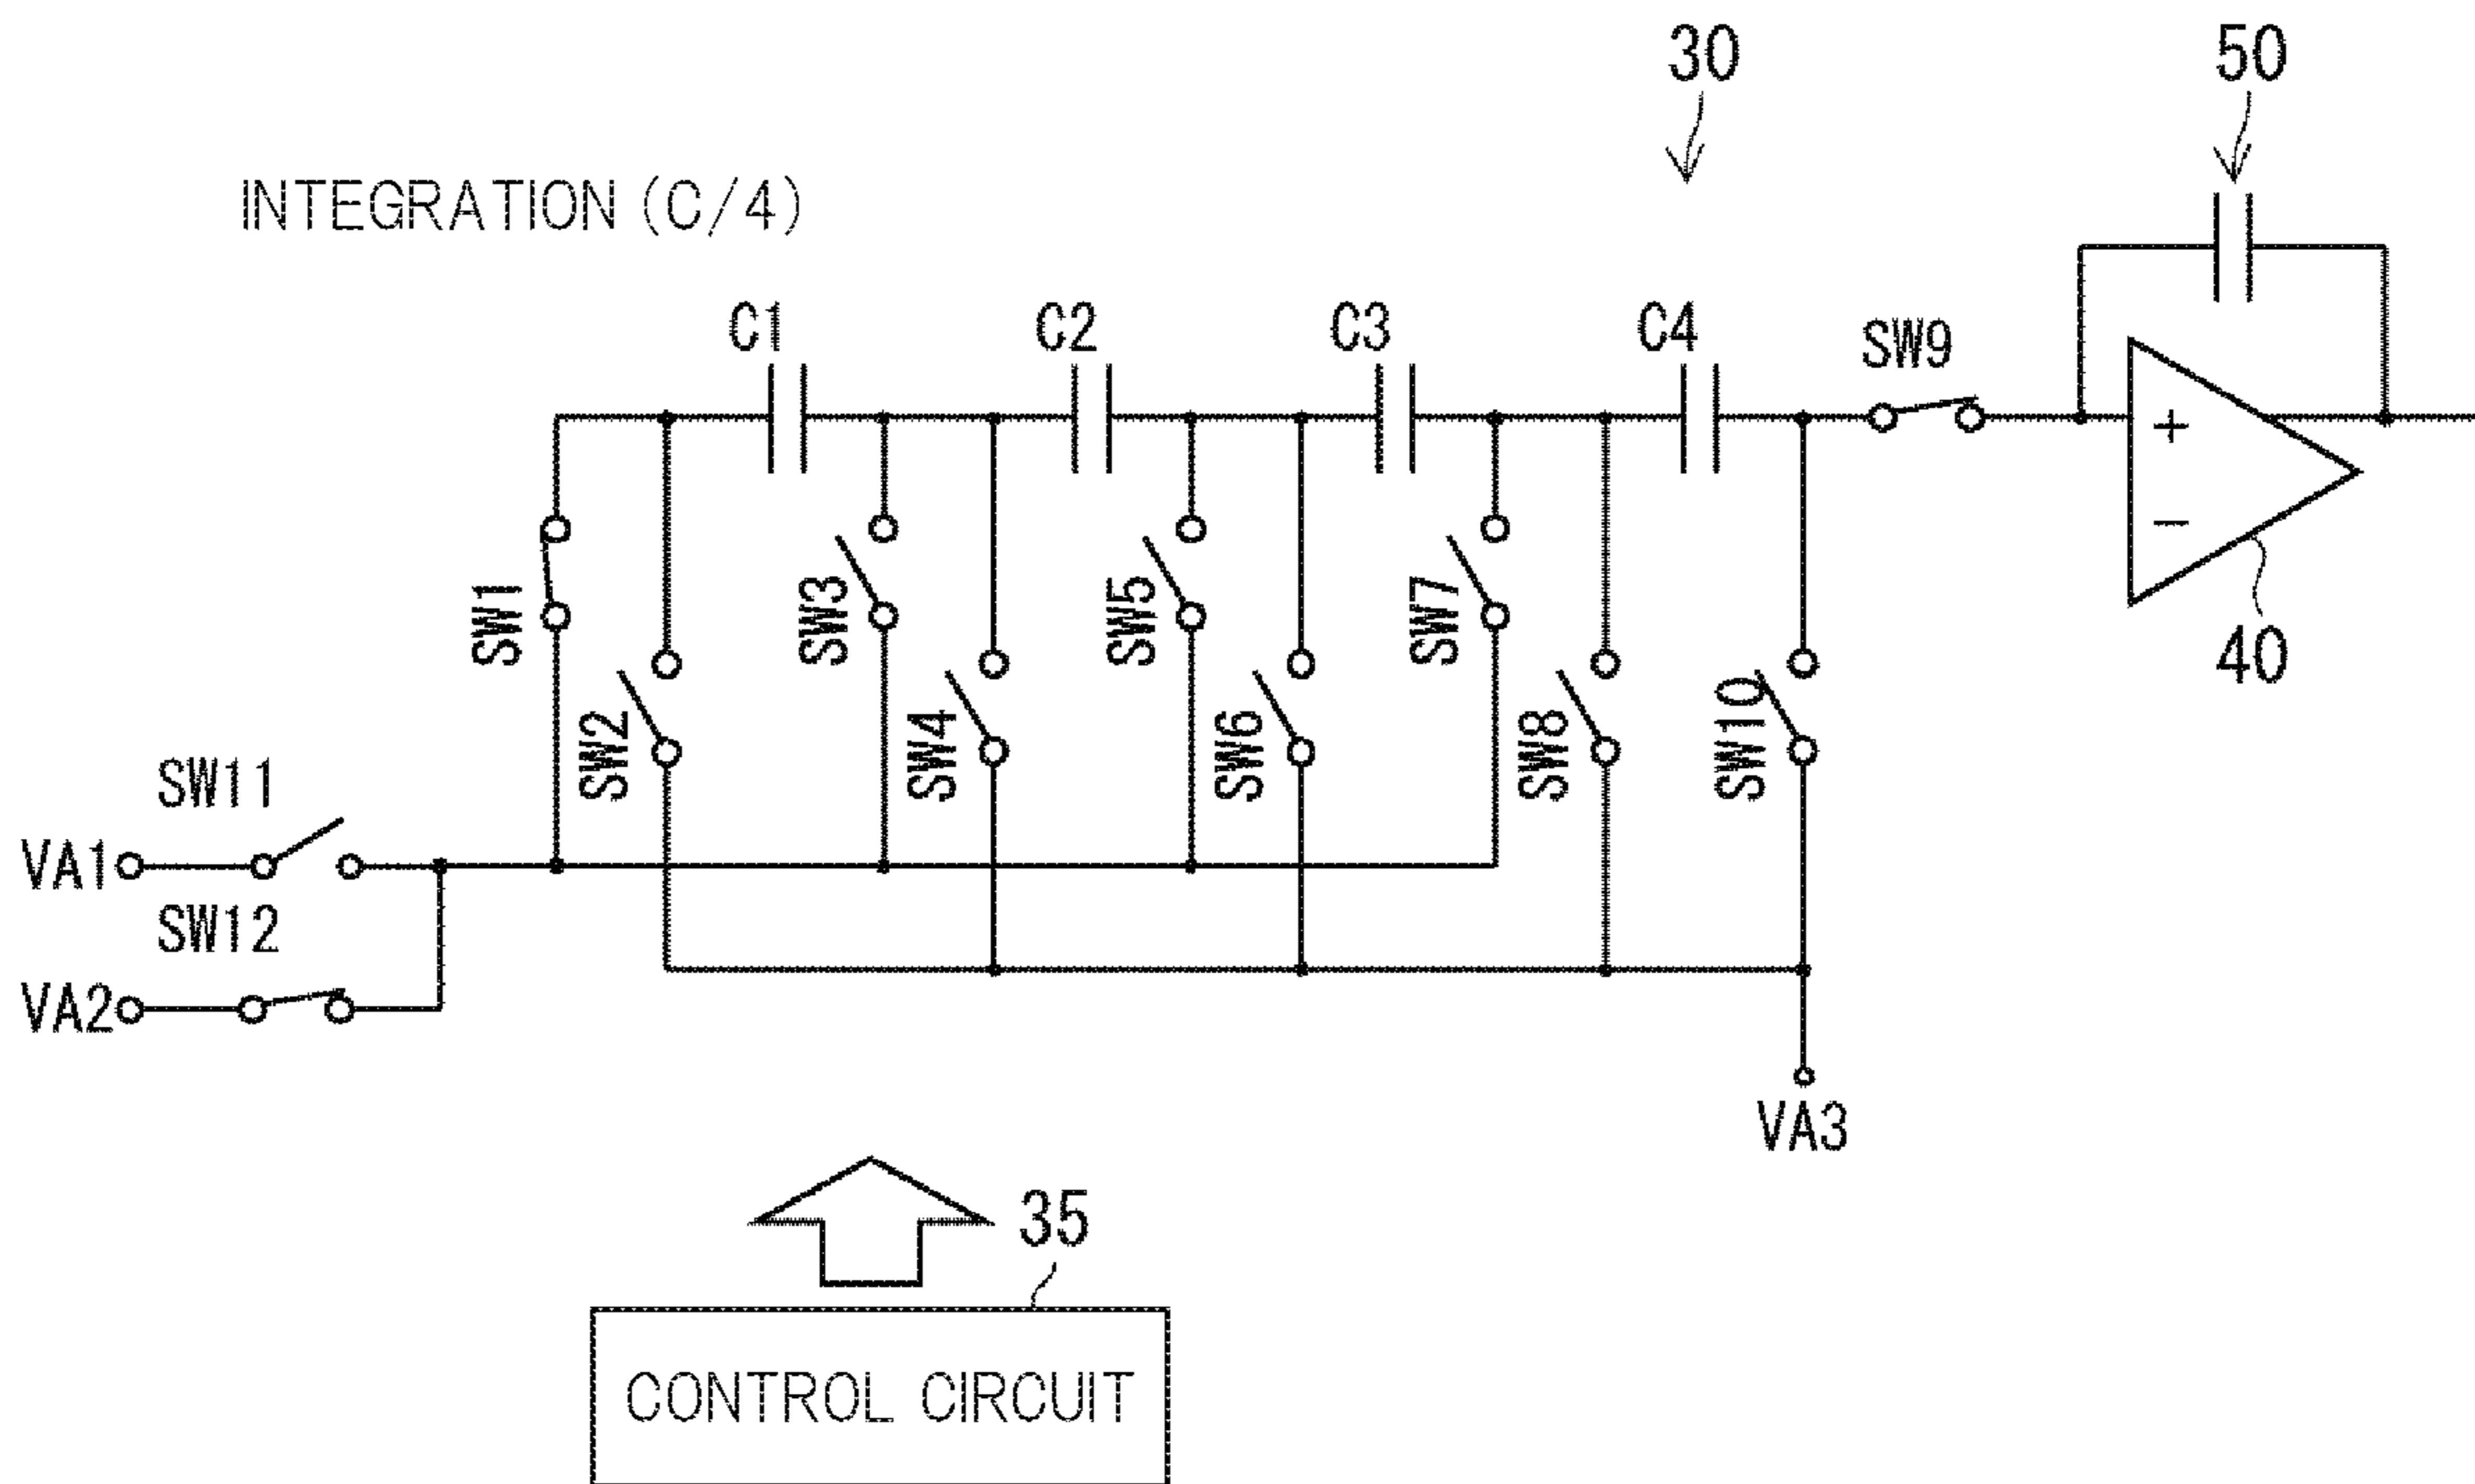 30
50
INTEGRATION (C/4)
C1
C2
C3
C4
SW9
+
−
SW1
SW3
SW5
SW7
40
SW2
SW4
SW6
SW8
SW10
SW11
VA1
SW12
VA2
VA3
35
CONTROL CIRCUIT